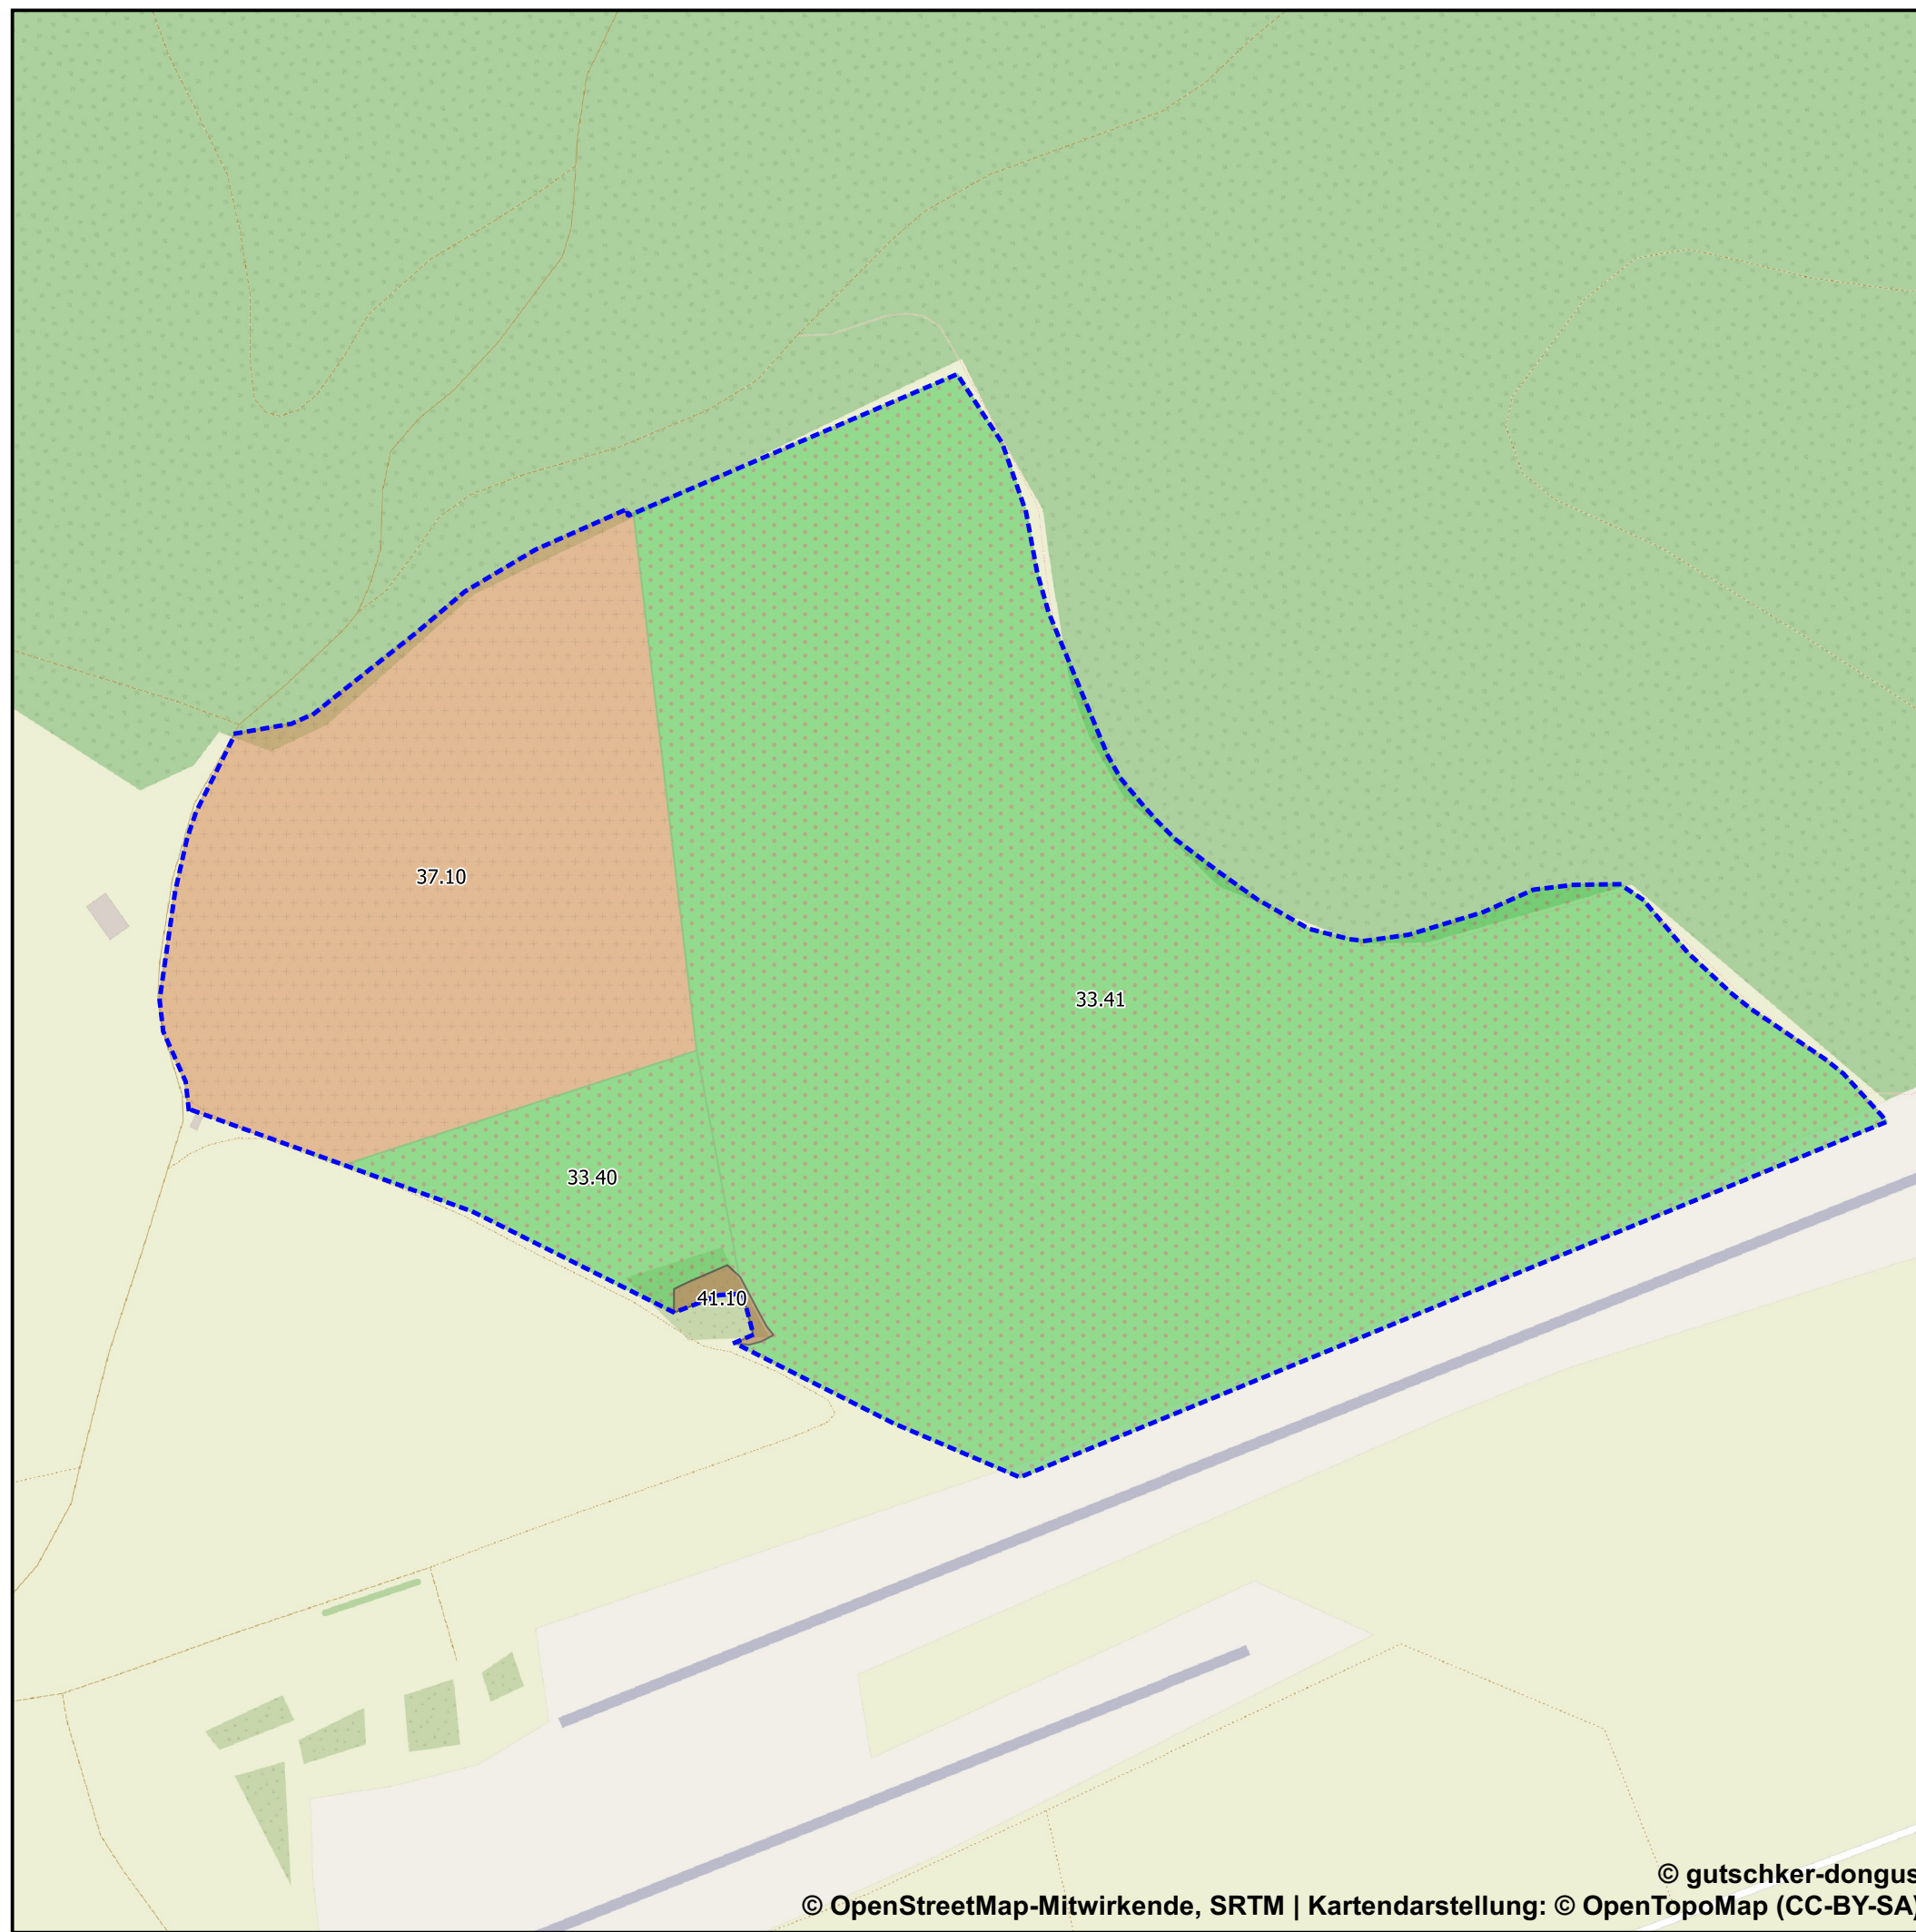 37.10
33.41
33.40
41.10
© gutschker-dongus
© OpenStreetMap-Mitwirkende, SRTM | Kartendarstellung: © OpenTopoMap (CC-BY-SA)